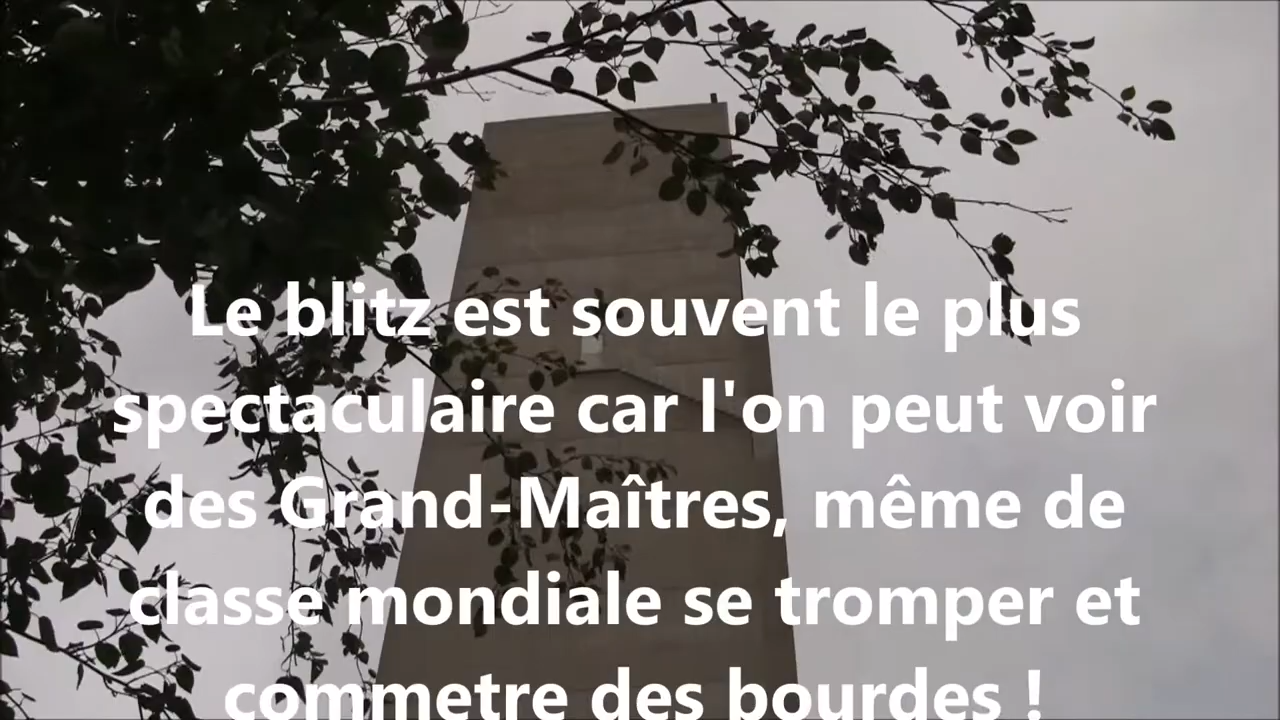 Le blitz est souvent le plus
spectaculaire car l'on peut voir
des Grand-Maîtres, même de
classe mondiale se tromper et
commetre des bourdes !